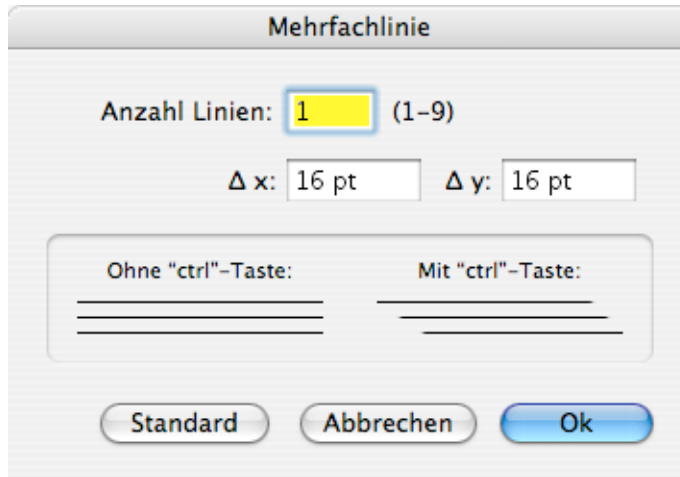 Mehrfachlinie
Anzahl Linien: 1 (1-9)
Δ x: 16 pt Δ y: 16 pt
Ohne “ctrl”-Taste: Mit “ctrl”-Taste:
Standard Abbrechen Ok